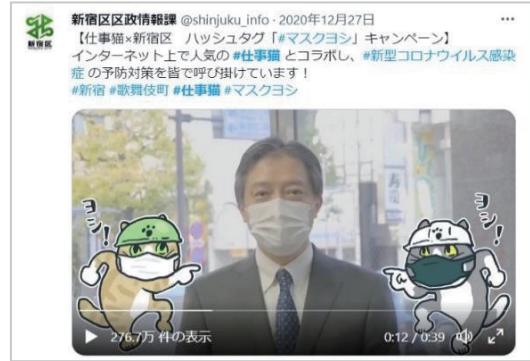 新宿区区政情報課 @shinjuku_info · 2020年12月27日
【仕事猫×新宿区　ハッシュタグ「#マスクヨシ」キャンペーン】
インターネット上で人気の #仕事猫 とコラボし、#新型コロナウイルス感染
症 の予防対策を皆で呼び掛けています！
#新宿 #歌舞伎町 #仕事猫 #マスクヨシ
新宿区
ヨシ!
ヨシ!
276.7万 件の表示
0:12 / 0:39